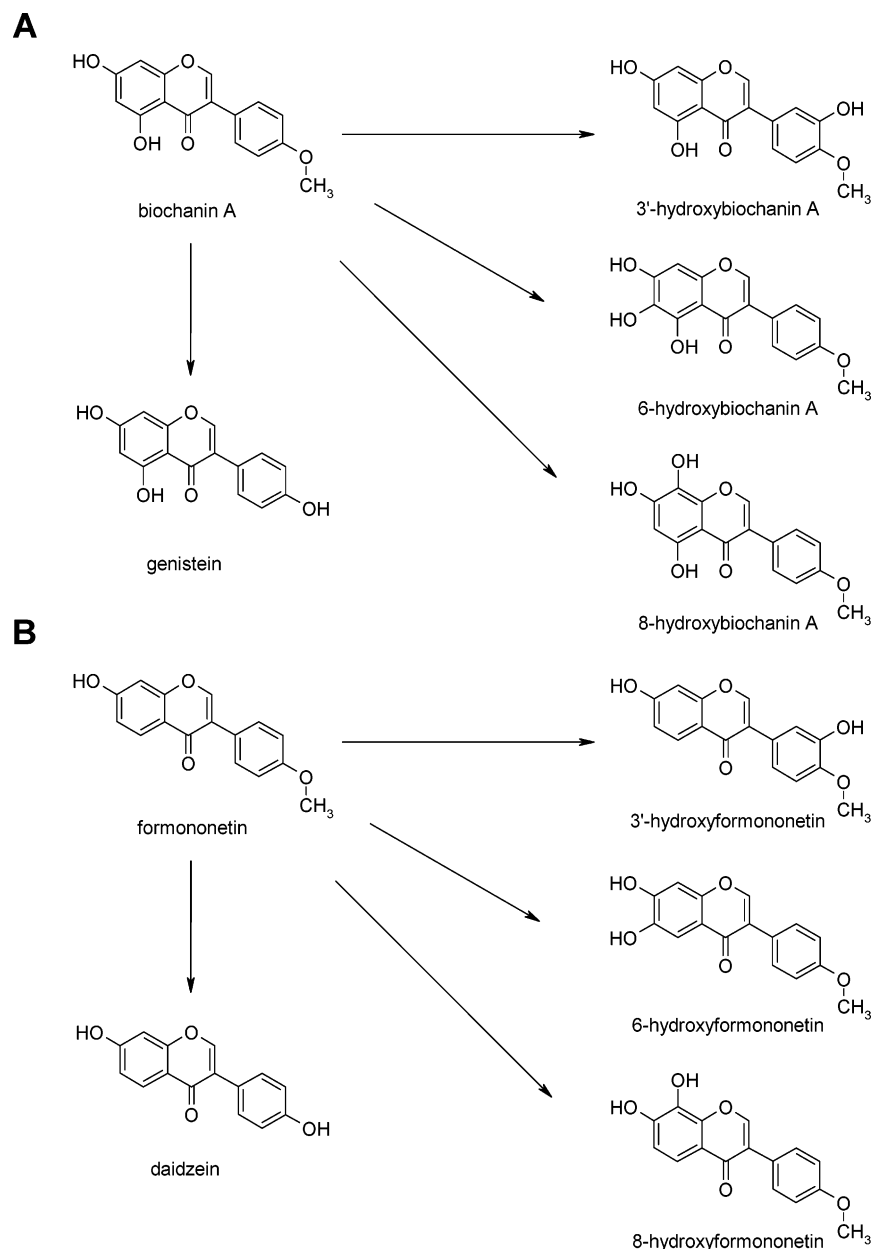 A
HO
O
OH
O
O
CH3
biochanin A
HO
O
OH
O
OH
O
CH3
3'-hydroxybiochanin A
HO
O
HO
OH
O
O
CH3
6-hydroxybiochanin A
HO
O
OH
O
OH
genistein
OH
HO
O
OH
O
O
CH3
8-hydroxybiochanin A
B
HO
O
O
O
CH3
formononetin
HO
O
OH
O
O
CH3
3'-hydroxyformononetin
HO
O
HO
O
O
CH3
6-hydroxyformononetin
HO
O
O
OH
daidzein
OH
HO
O
O
O
CH3
8-hydroxyformononetin